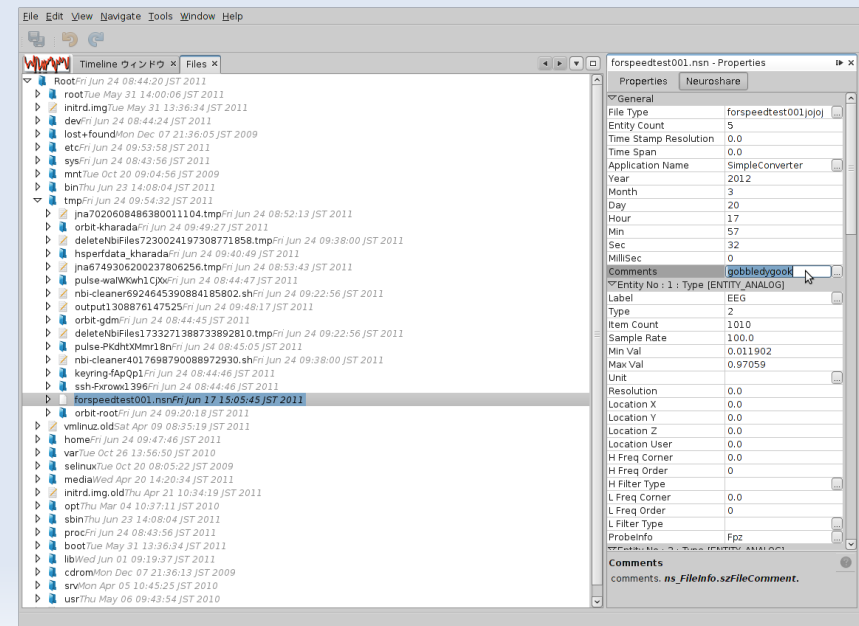 File Edit View Navigate Tools Window Help
Timeline ウィンドウ × Files ×
Root Fri Jun 24 08:44:20 JST 2011
root Tue May 31 14:00:06 JST 2011
initrd.img Tue May 31 13:36:34 JST 2011
dev Fri Jun 24 08:44:24 JST 2011
lost+found Mon Dec 07 21:36:05 JST 2009
etc Fri Jun 24 09:53:58 JST 2011
sys Fri Jun 24 08:43:56 JST 2011
mnt Tue Oct 20 09:04:56 JST 2009
bin Thu Jun 23 14:08:04 JST 2011
tmp Fri Jun 24 09:54:32 JST 2011
jna7020608486380011104.tmp Fri Jun 24 08:52:13 JST 2011
orbit-kharada Fri Jun 24 09:49:27 JST 2011
deleteNbiFiles7230024197308771858.tmp Fri Jun 24 09:38:00 JST 2011
hsperfdata_kharada Fri Jun 24 09:40:49 JST 2011
jna6749306200237806256.tmp Fri Jun 24 08:53:43 JST 2011
pulse-walWKwh1CjXx Fri Jun 24 08:44:47 JST 2011
nbi-cleaner6924645390884185802.sh Fri Jun 24 09:22:56 JST 2011
output1308876147525 Fri Jun 24 09:48:17 JST 2011
orbit-gdm Fri Jun 24 08:44:45 JST 2011
deleteNbiFiles1733271388733892810.tmp Fri Jun 24 09:22:56 JST 2011
pulse-PKdhtXMmr18n Fri Jun 24 08:45:05 JST 2011
nbi-cleaner4017698790088972930.sh Fri Jun 24 09:38:00 JST 2011
keyring-fApQp1 Fri Jun 24 08:44:46 JST 2011
ssh-Fxrowx1396 Fri Jun 24 08:44:46 JST 2011
forspeedtest001.nsn Fri Jun 17 15:05:45 JST 2011
orbit-root Fri Jun 24 09:20:18 JST 2011
vmlinuz.old Sat Apr 09 08:35:19 JST 2011
home Fri Jun 24 09:47:46 JST 2011
var Tue Oct 26 13:56:50 JST 2010
selinux Tue Oct 20 08:05:22 JST 2009
media Wed Apr 20 14:20:34 JST 2011
initrd.img.old Thu Apr 21 10:34:19 JST 2011
opt Thu Mar 04 10:37:11 JST 2010
sbin Thu Jun 23 14:08:04 JST 2011
proc Fri Jun 24 08:43:56 JST 2011
boot Tue May 31 13:36:34 JST 2011
lib Wed Jun 01 09:19:37 JST 2011
cdrom Mon Dec 07 21:36:13 JST 2009
srv Mon Apr 05 10:45:25 JST 2010
usr Thu May 06 09:43:54 JST 2010
forspeedtest001.nsn - Properties
Properties Neuroshare
General
File Type forspeedtest001jojoj ...
Entity Count 5
Time Stamp Resolution 0.0
Time Span 0.0
Application Name SimpleConverter ...
Year 2012
Month 3
Day 20
Hour 17
Min 57
Sec 32
MilliSec 0
Comments gobbledygook ...
Entity No : 1 : Type [ENTITY_ANALOG]
Label EEG ...
Type 2
Item Count 1010
Sample Rate 100.0
Min Val 0.011902
Max Val 0.97059
Unit ...
Resolution 0.0
Location X 0.0
Location Y 0.0
Location Z 0.0
Location User 0.0
H Freq Corner 0.0
H Freq Order 0
H Filter Type ...
L Freq Corner 0.0
L Freq Order 0
L Filter Type ...
ProbeInfo Fpz ...
Entity No : 2 : Type [ENTITY_ANALOG]
Comments
comments. ns_FileInfo.szFileComment.